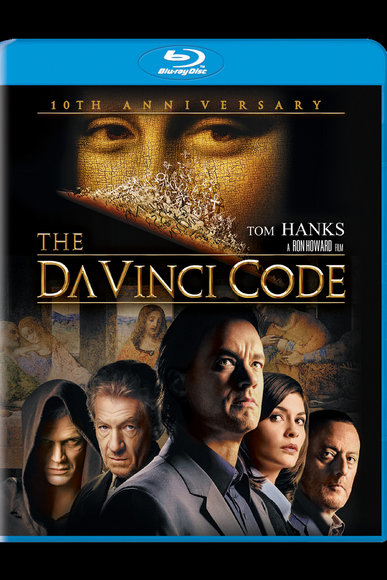 Blu-ray Disc
10TH ANNIVERSARY
TOM HANKS
A RON HOWARD FILM
THE
DA VINCI CODE